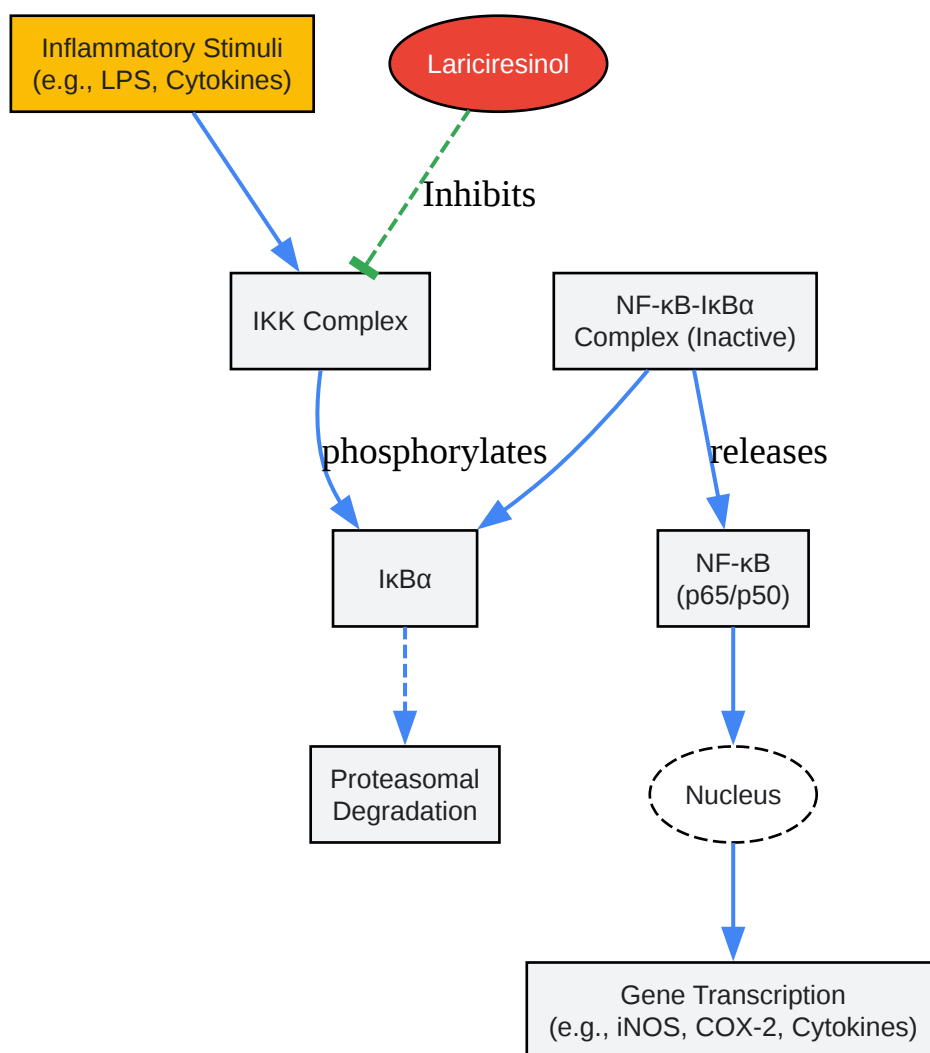 Inflammatory Stimuli
(e.g., LPS, Cytokines)
Lariciresinol
Inhibits
IKK Complex
NF-κB-IκBα
Complex (Inactive)
phosphorylates
releases
IκBα
NF-κB
(p65/p50)
Proteasomal
Degradation
Nucleus
Gene Transcription
(e.g., iNOS, COX-2, Cytokines)